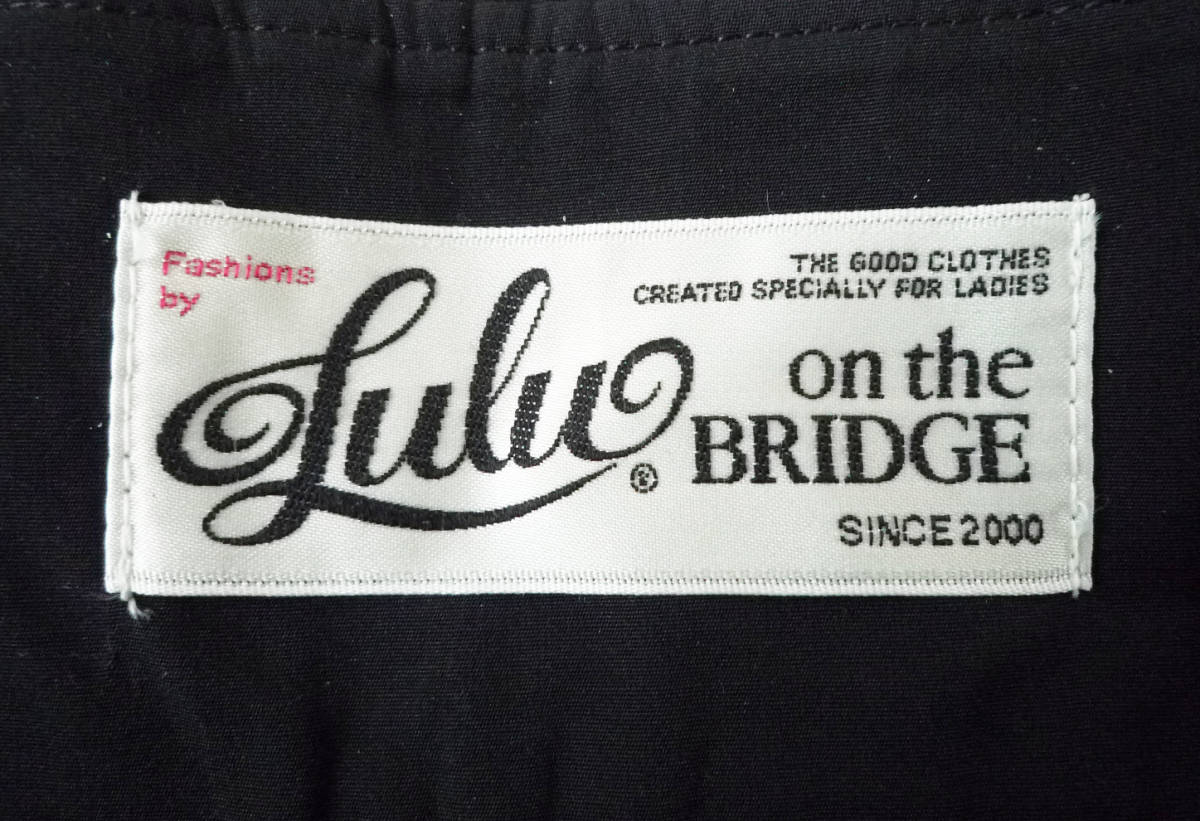 Fashions
by
THE GOOD CLOTHES
CREATED SPECIALLY FOR LADIES
Lulu®
on the
BRIDGE
SINCE 2000